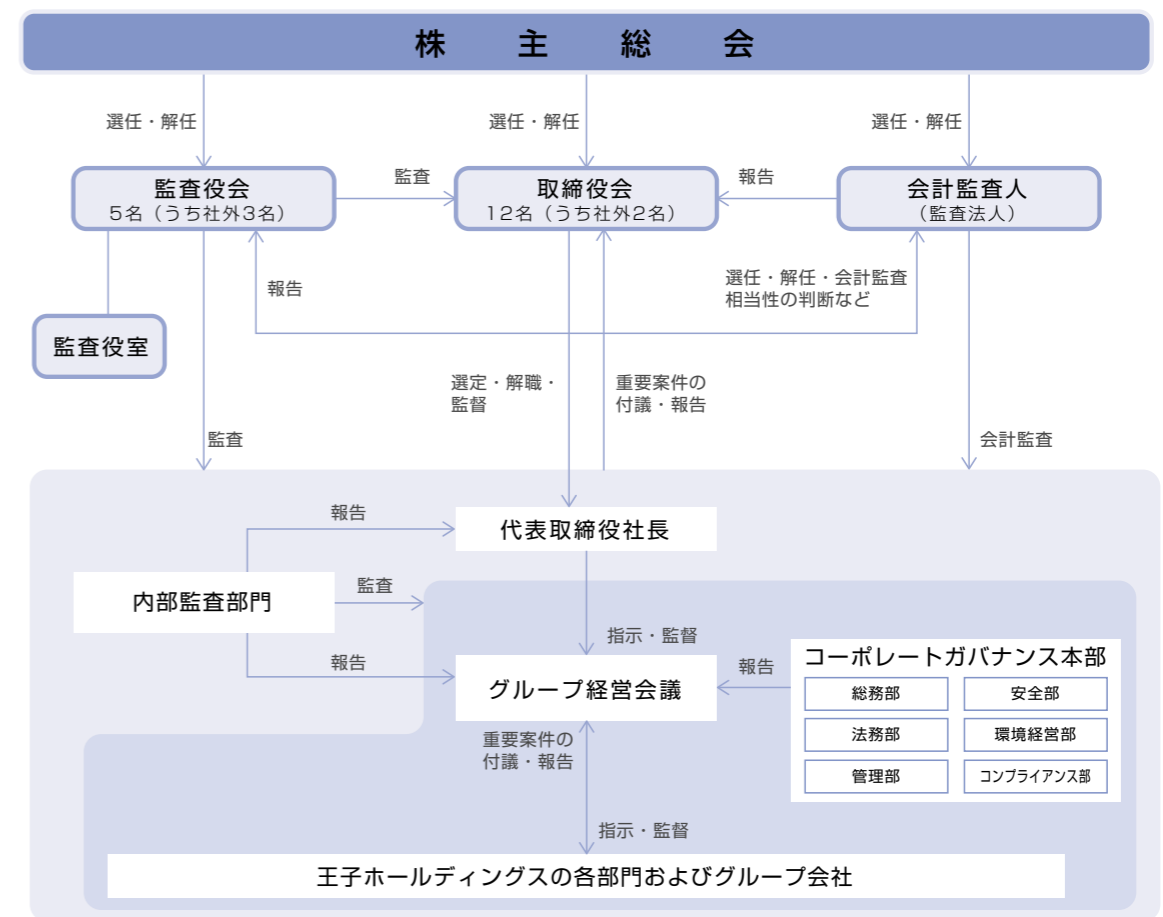 株主総会
選任・解任
選任・解任
選任・解任
監査役会
5名（うち社外3名）
監査
取締役会
12名（うち社外2名）
報告
会計監査人
（監査法人）
報告
選任・解任・会計監査
相当性の判断など
監査役室
選定・解職・
監督
重要案件の
付議・報告
監査
会計監査
報告
代表取締役社長
内部監査部門
監査
指示・監督
報告
グループ経営会議
報告
コーポレートガバナンス本部
総務部
安全部
法務部
環境経営部
管理部
コンプライアンス部
重要案件の
付議・報告
指示・監督
王子ホールディングスの各部門およびグループ会社